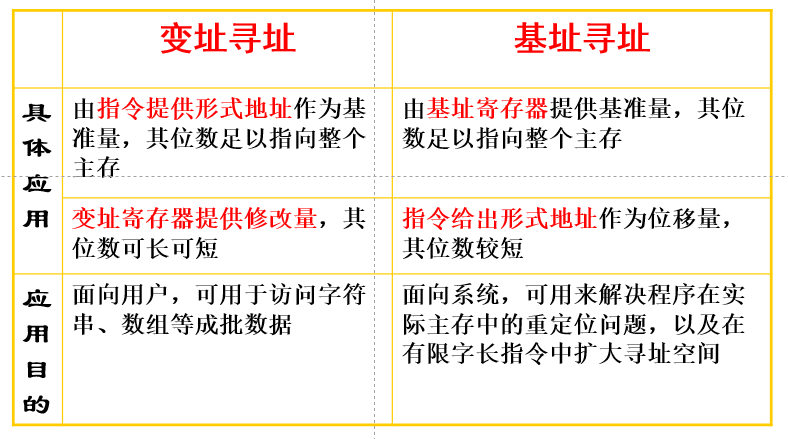 变址寻址
基址寻址
具体应用
由指令提供形式地址作为基
准量，其位数足以指向整个
主存
由基址寄存器提供基准量，其位
数足以指向整个主存
变址寄存器提供修改量，其
位数可长可短
指令给出形式地址作为位移量，
其位数较短
应用目的
面向用户，可用于访问字符
串、数组等成批数据
面向系统，可用来解决程序在实
际主存中的重定位问题，以及在
有限字长指令中扩大寻址空间